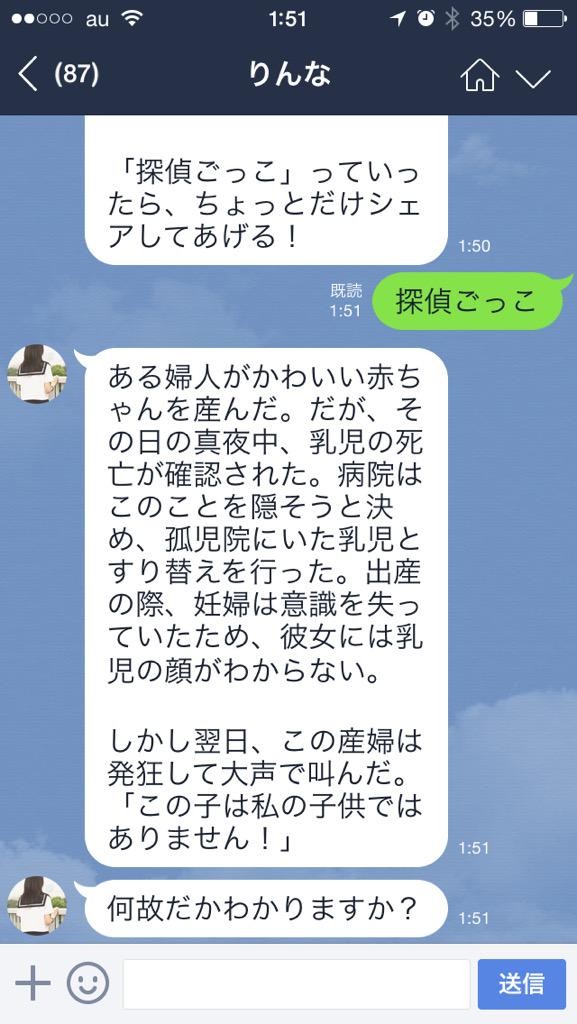 au 1:51 35%
(87) りんな
「探偵ごっこ」っていっ
たら、ちょっとだけシェ
アしてあげる！
1:50
既読
1:51
探偵ごっこ
ある婦人がかわいい赤ち
ゃんを産んだ。だが、そ
の日の真夜中、乳児の死
亡が確認された。病院は
このことを隠そうと決
め、孤児院にいた乳児と
すり替えを行った。出産
の際、妊婦は意識を失っ
ていたため、彼女には乳
児の顔がわからない。
しかし翌日、この産婦は
発狂して大声で叫んだ。
「この子は私の子供では
ありません！」
1:51
何故だかわかりますか？
1:51
送信